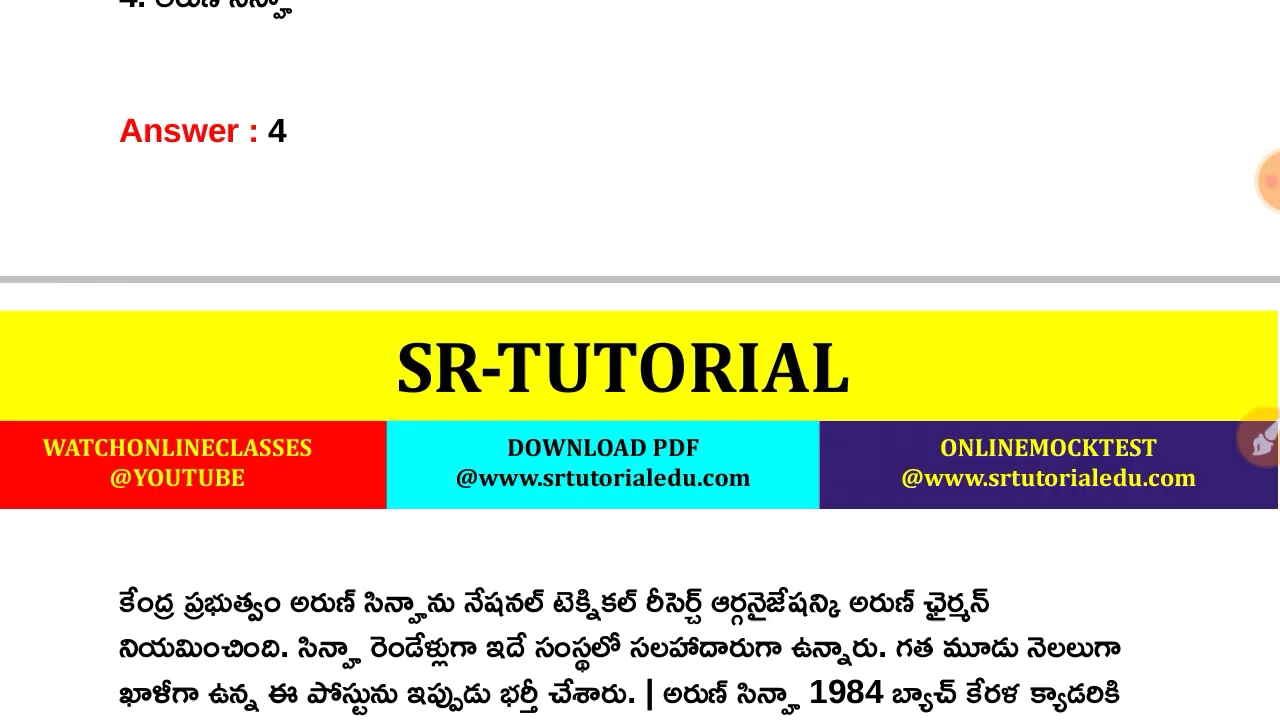 4. అరుణ్ సిన్హా
Answer : 4
SR-TUTORIAL
WATCHONLINECLASSES
@YOUTUBE
DOWNLOAD PDF
@www.srtutorialedu.com
ONLINEMOCKTEST
@www.srtutorialedu.com
కేంద్ర ప్రభుత్వం అరుణ్ సిన్హాను నేషనల్ టెక్నికల్ రీసెర్చ్ ఆర్గనైజేషన్కి అరుణ్ ఛైర్మన్
నియమించింది. సిన్హా రెండేళ్లుగా ఇదే సంస్థలో సలహాదారుగా ఉన్నారు. గత మూడు నెలలుగా
ఖాళీగా ఉన్న ఈ పోస్టును ఇప్పుడు భర్తీ చేశారు. | అరుణ్ సిన్హా 1984 బ్యాచ్ కేరళ క్యాడరికి